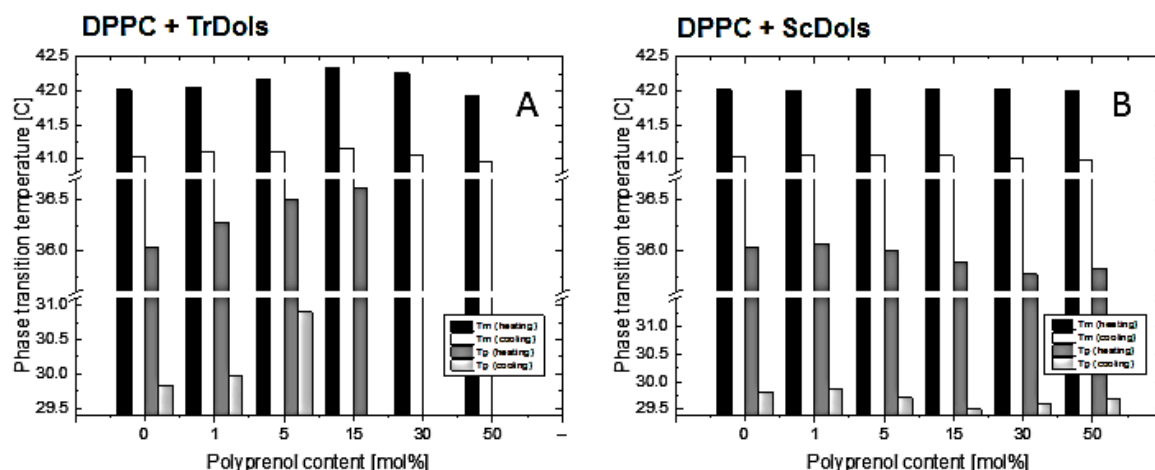 DPPC + TrDols
Phase transition temperature [C]
42.5
42.0
41.5
41.0
36.5
36.0
31.0
30.5
30.0
29.5
A
Tm (heating)
Tm (cooling)
Tp (heating)
Tp (cooling)
0 1 5 15 30 50 --
Polyprenol content [mol%]
DPPC + ScDols
Phase transition temperature [C]
42.5
42.0
41.5
41.0
36.5
36.0
31.0
30.5
30.0
29.5
B
Tm (heating)
Tm (cooling)
Tp (heating)
Tp (cooling)
0 1 5 15 30 50
Polyprenol content [mol%]